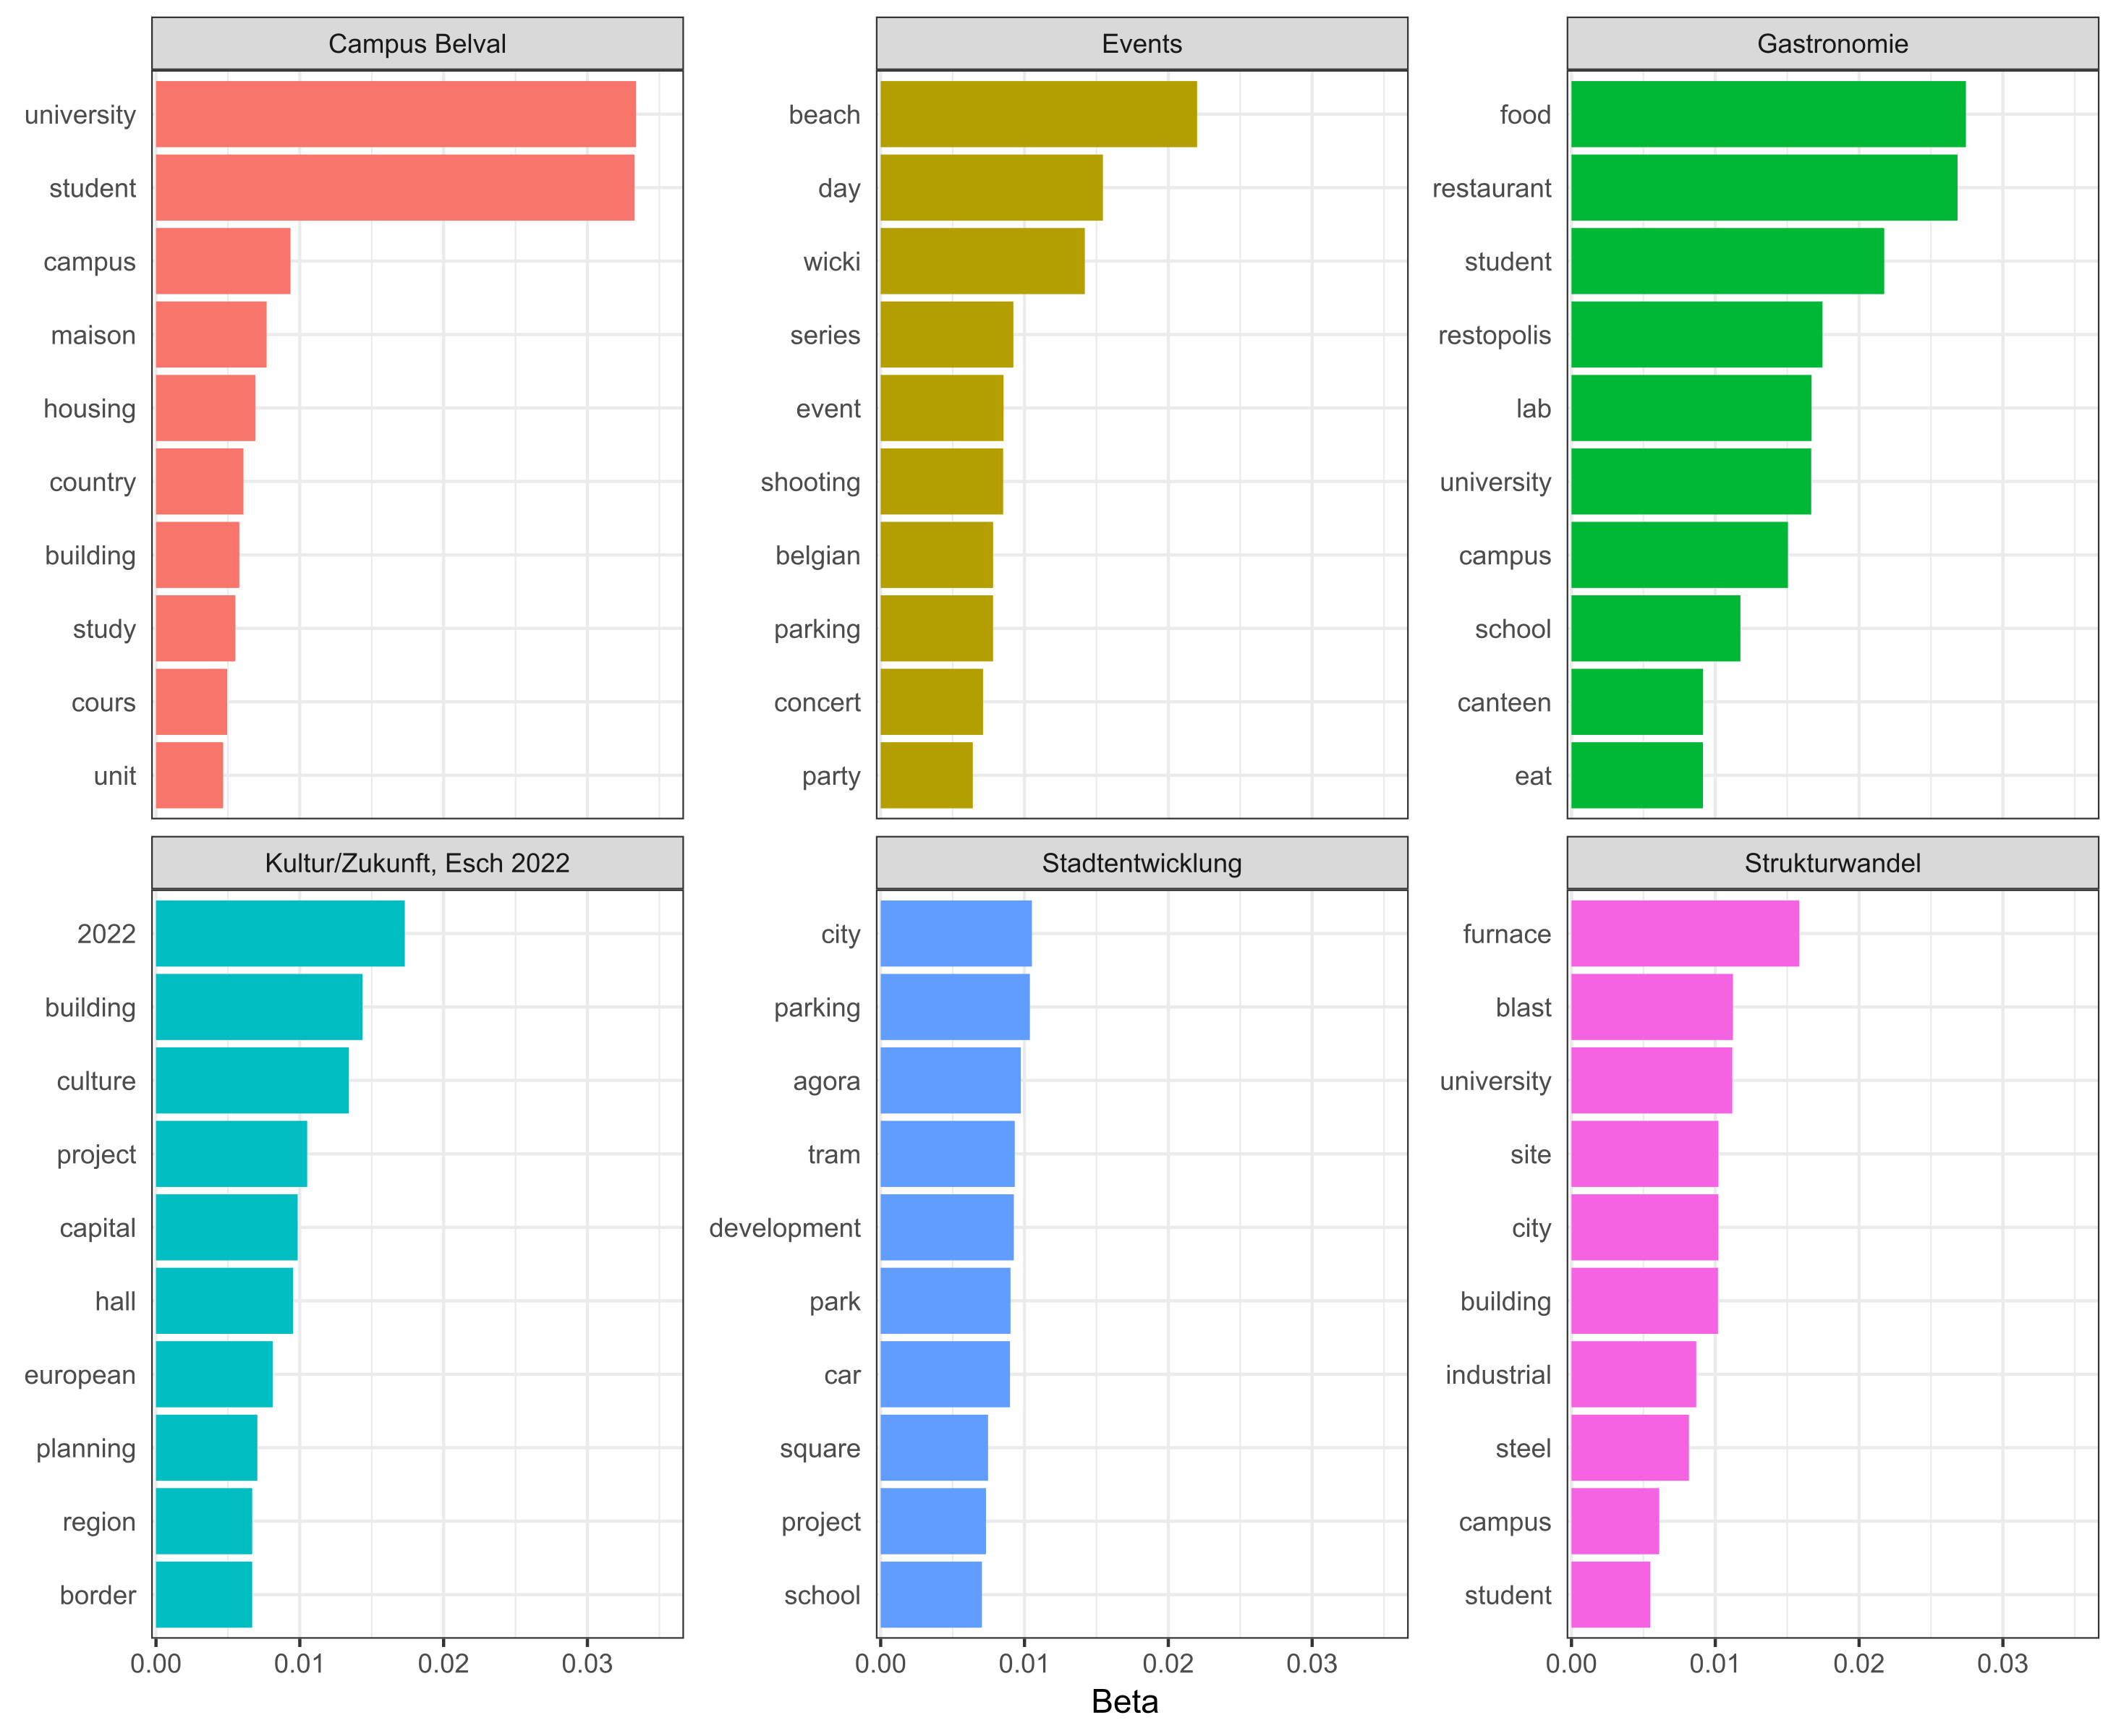 Campus Belval
university
student
campus
maison
housing
country
building
study
cours
unit
Events
beach
day
wicki
series
event
shooting
belgian
parking
concert
party
Gastronomie
food
restaurant
student
restopolis
lab
university
campus
school
canteen
eat
Kultur/Zukunft, Esch 2022
2022
building
culture
project
capital
hall
european
planning
region
border
0.00 0.01 0.02 0.03
Stadtentwicklung
city
parking
agora
tram
development
park
car
square
project
school
0.00 0.01 0.02 0.03
Strukturwandel
furnace
blast
university
site
city
building
industrial
steel
campus
student
0.00 0.01 0.02 0.03
Beta